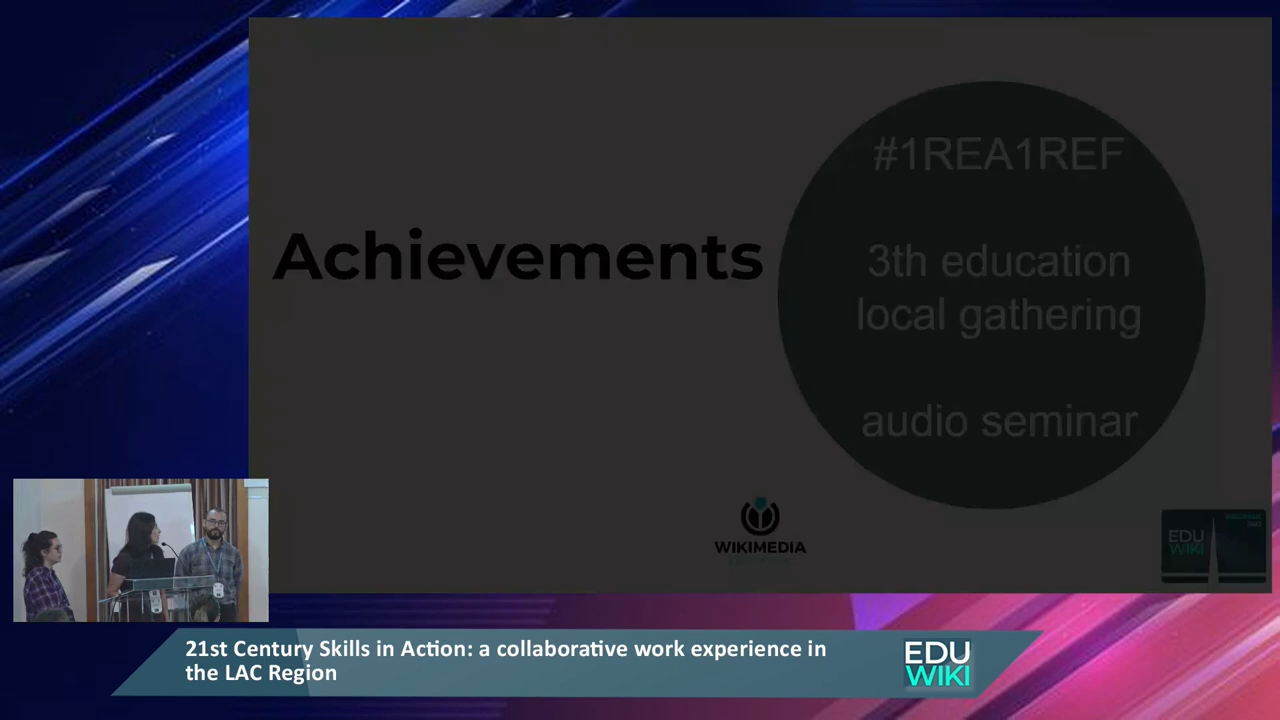 #1REA1REF
Achievements
3th education
local gathering
audio seminar
WIKIMEDIA
EDU
WIKI
21st Century Skills in Action: a collaborative work experience in
the LAC Region
EDU
WIKI